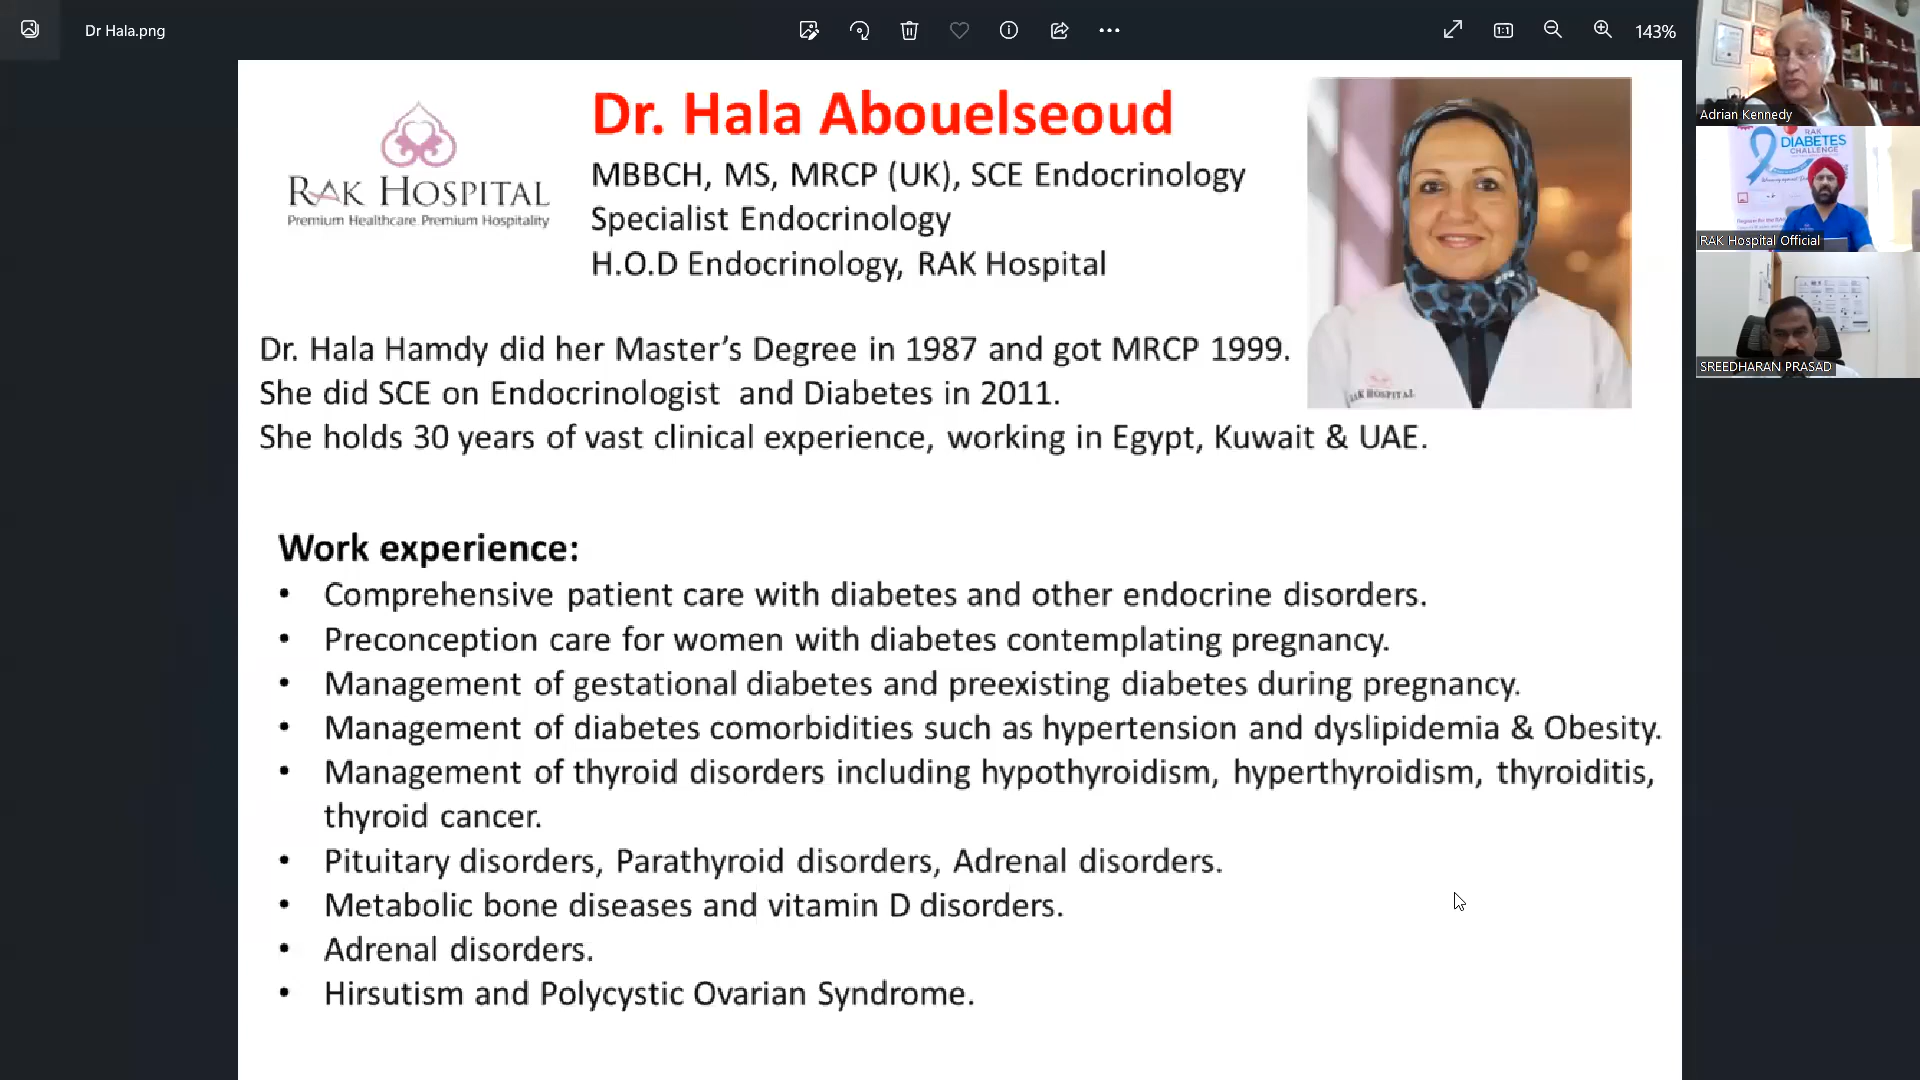 Dr Hala.png
143%
RAK HOSPITAL
Premium Healthcare Premium Hospitality
Dr. Hala Abouelseoud
MBBCH, MS, MRCP (UK), SCE Endocrinology
Specialist Endocrinology
H.O.D Endocrinology, RAK Hospital
RAK HOSPITAL
Dr. Hala Hamdy did her Master's Degree in 1987 and got MRCP 1999.
She did SCE on Endocrinologist and Diabetes in 2011.
She holds 30 years of vast clinical experience, working in Egypt, Kuwait & UAE.
Work experience:
• Comprehensive patient care with diabetes and other endocrine disorders.
• Preconception care for women with diabetes contemplating pregnancy.
• Management of gestational diabetes and preexisting diabetes during pregnancy.
• Management of diabetes comorbidities such as hypertension and dyslipidemia & Obesity.
• Management of thyroid disorders including hypothyroidism, hyperthyroidism, thyroiditis,
thyroid cancer.
• Pituitary disorders, Parathyroid disorders, Adrenal disorders.
• Metabolic bone diseases and vitamin D disorders.
• Adrenal disorders.
• Hirsutism and Polycystic Ovarian Syndrome.
Adrian Kennedy
RAK
DIABETES
CHALLENGE
RAK Hospital Official
SREEDHARAN PRASAD